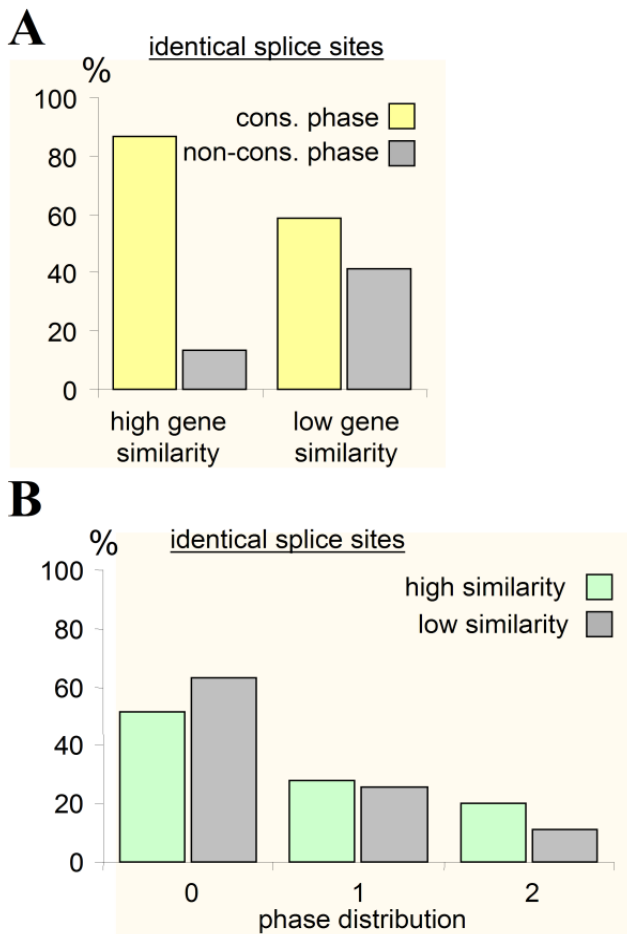 A
identical splice sites
%
100
80
60
40
20
0
cons. phase
non-cons. phase
high gene
similarity
low gene
similarity
B
identical splice sites
%
100
80
60
40
20
0
high similarity
low similarity
0 1 2
phase distribution